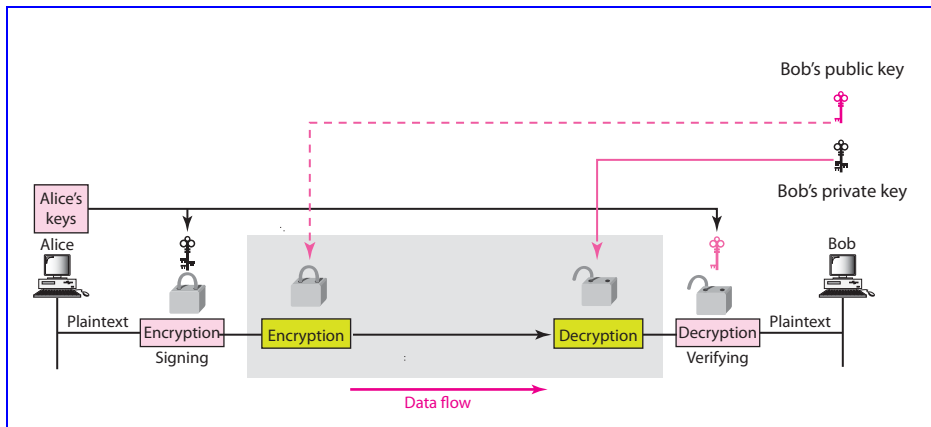 Bob's public key
Bob's private key
Alice's
keys
Alice
Bob
Plaintext
Encryption
Encryption
Decryption
Decryption
Plaintext
Signing
Verifying
Data flow